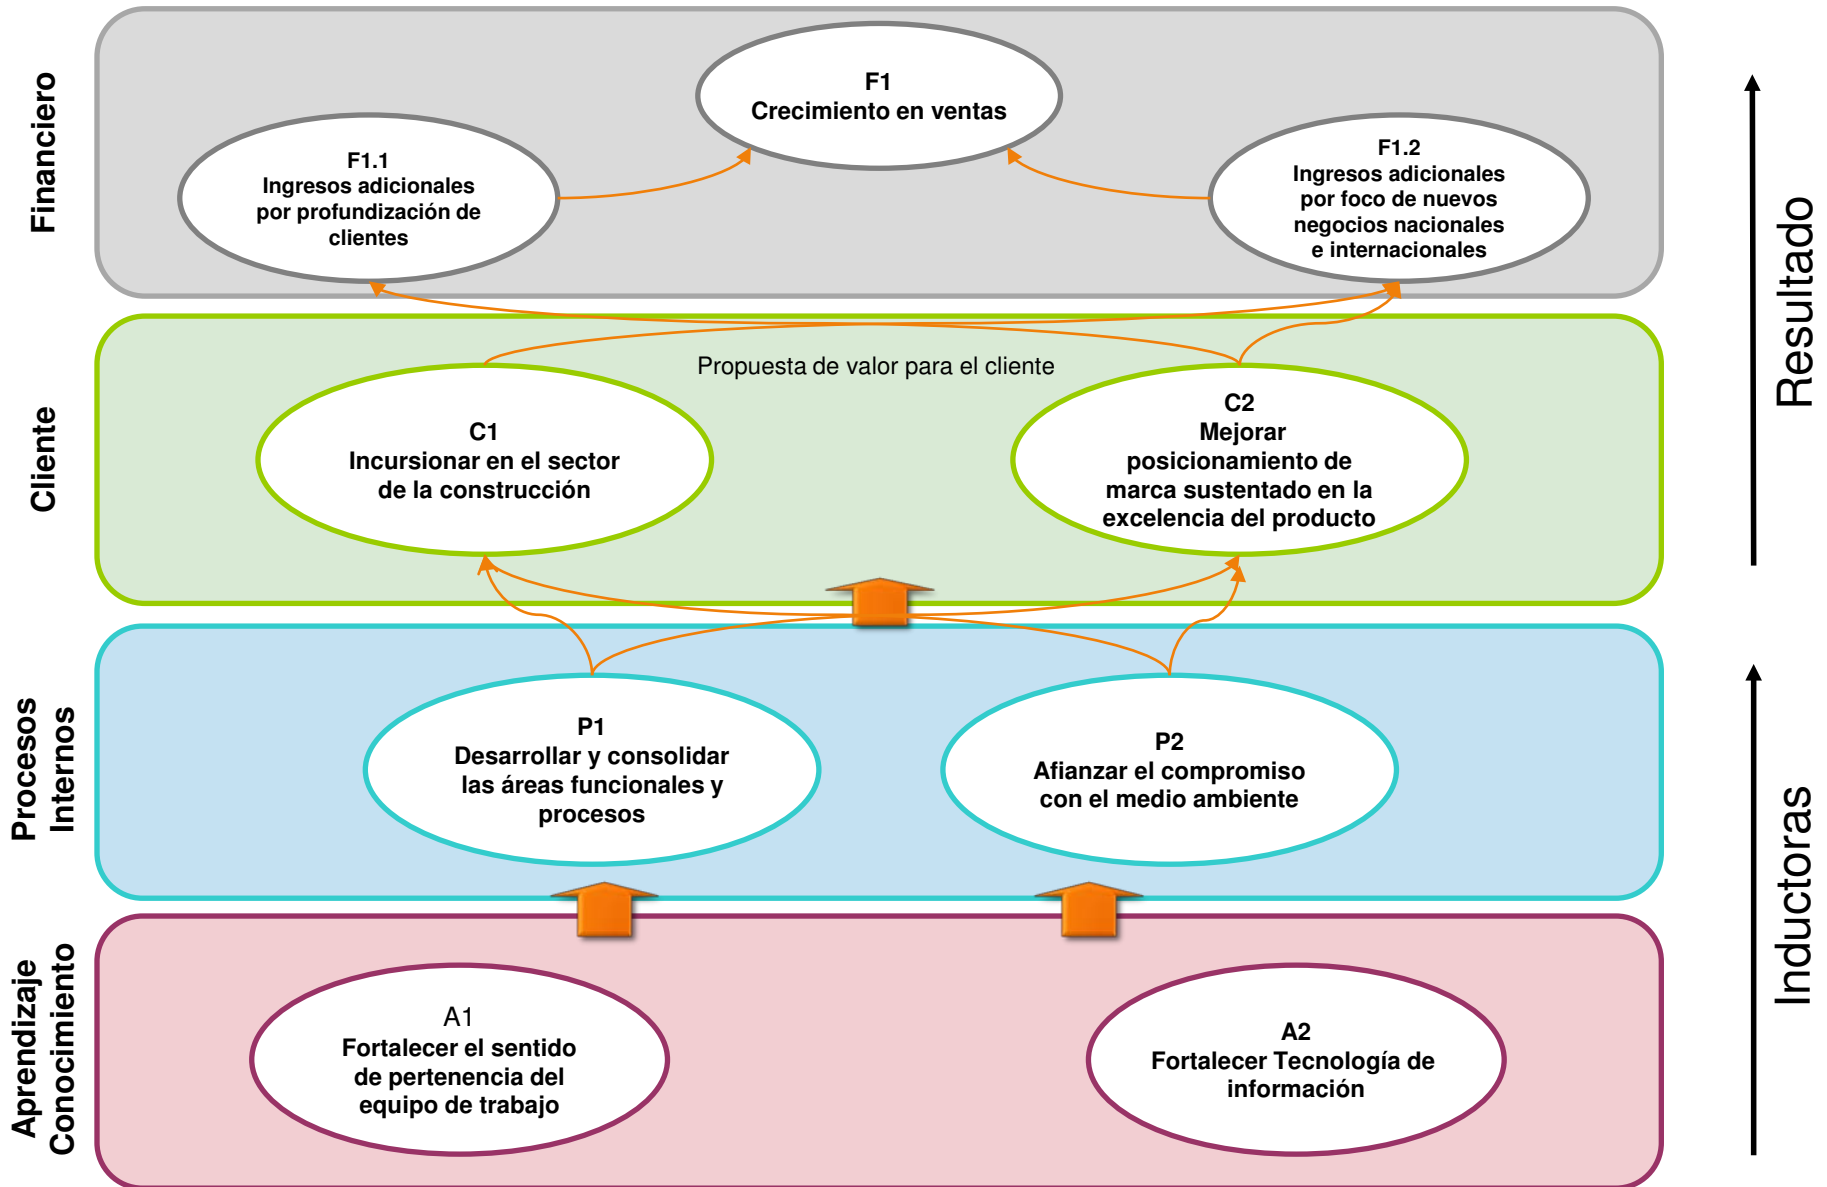 Financiero
F1
Crecimiento en ventas
F1.1
Ingresos adicionales
por profundización de
clientes
F1.2
Ingresos adicionales
por foco de nuevos
negocios nacionales
e internacionales
Resultado
Cliente
Propuesta de valor para el cliente
C1
Incursionar en el sector
de la construcción
C2
Mejorar
posicionamiento de
marca sustentado en la
excelencia del producto
Procesos
Internos
P1
Desarrollar y consolidar
las áreas funcionales y
procesos
P2
Afianzar el compromiso
con el medio ambiente
Inductoras
Aprendizaje
Conocimiento
A1
Fortalecer el sentido
de pertenencia del
equipo de trabajo
A2
Fortalecer Tecnología de
información